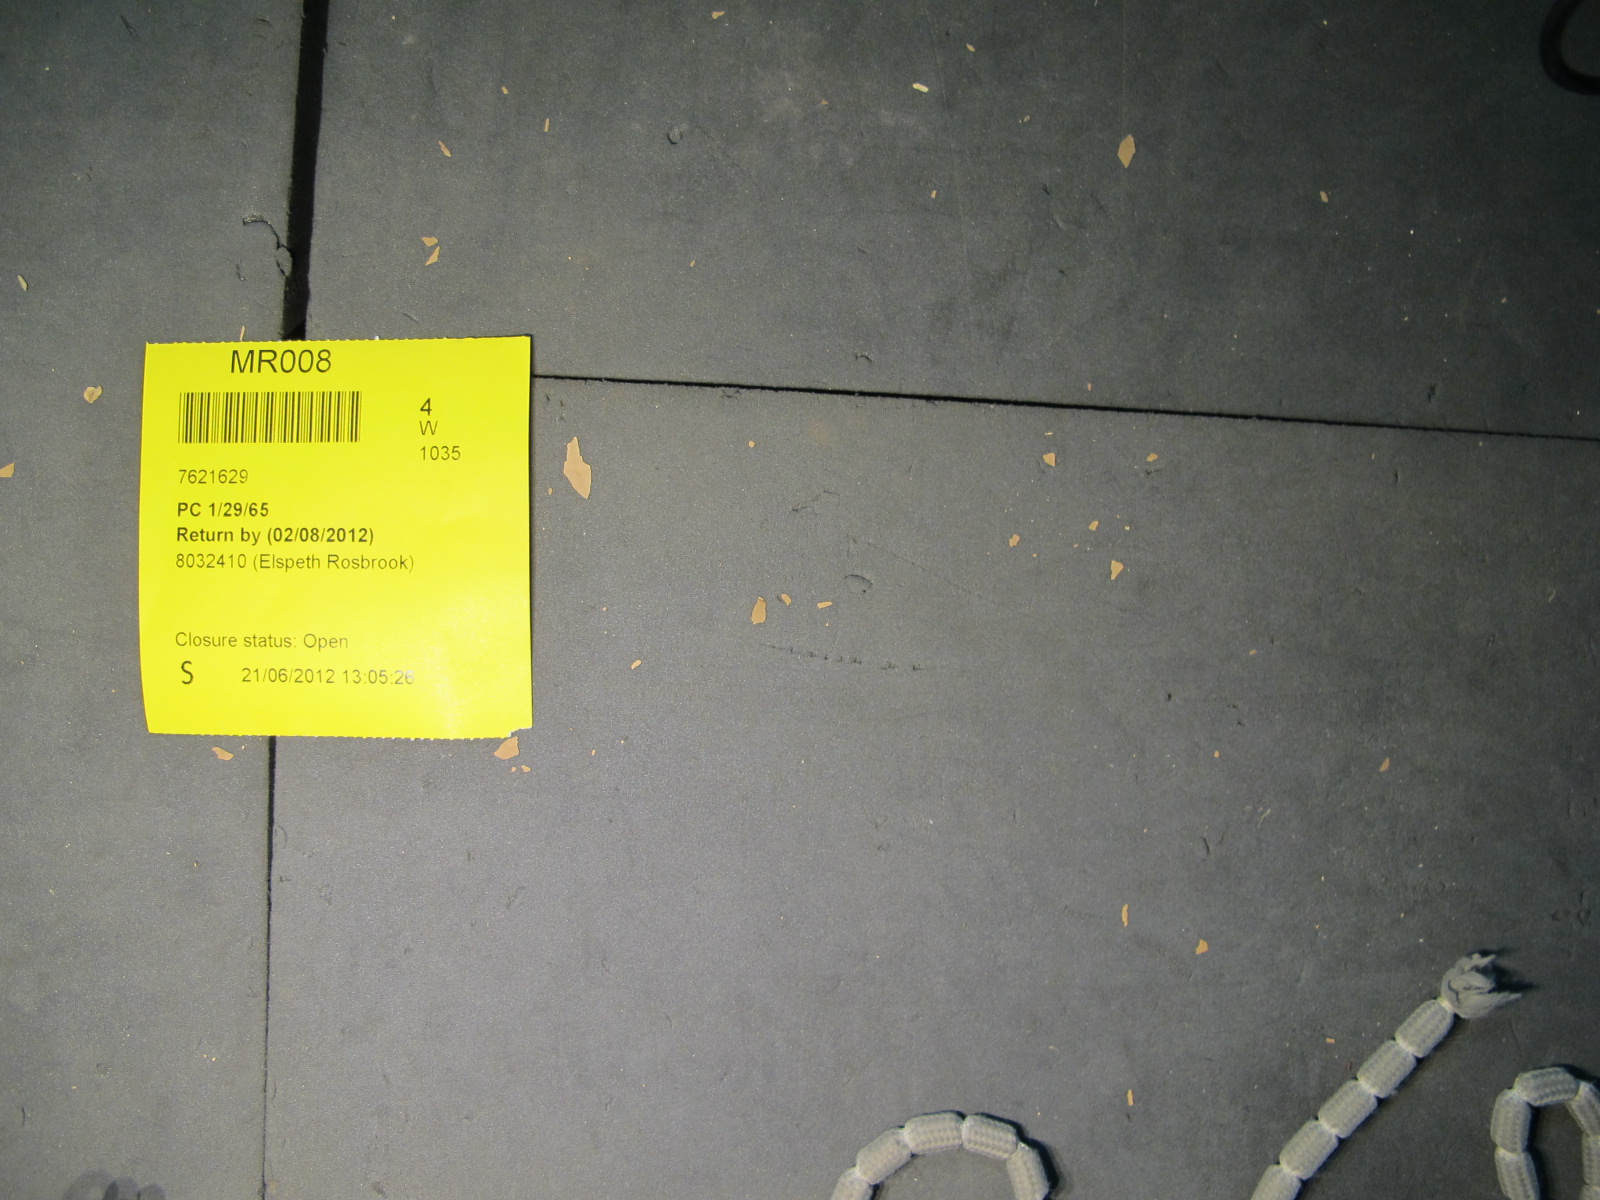 MR008
4
W
1035
7621629
PC 1/29/65
Return by (02/08/2012)
8032410 (Elspeth Rosbrook)
Closure status: Open
S 21/06/2012 13:05:26